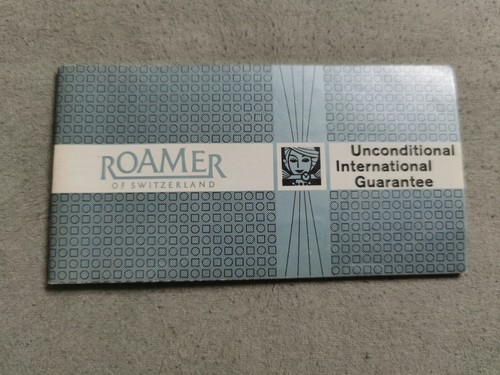 ROAMER
OF SWITZERLAND
Unconditional
International
Guarantee